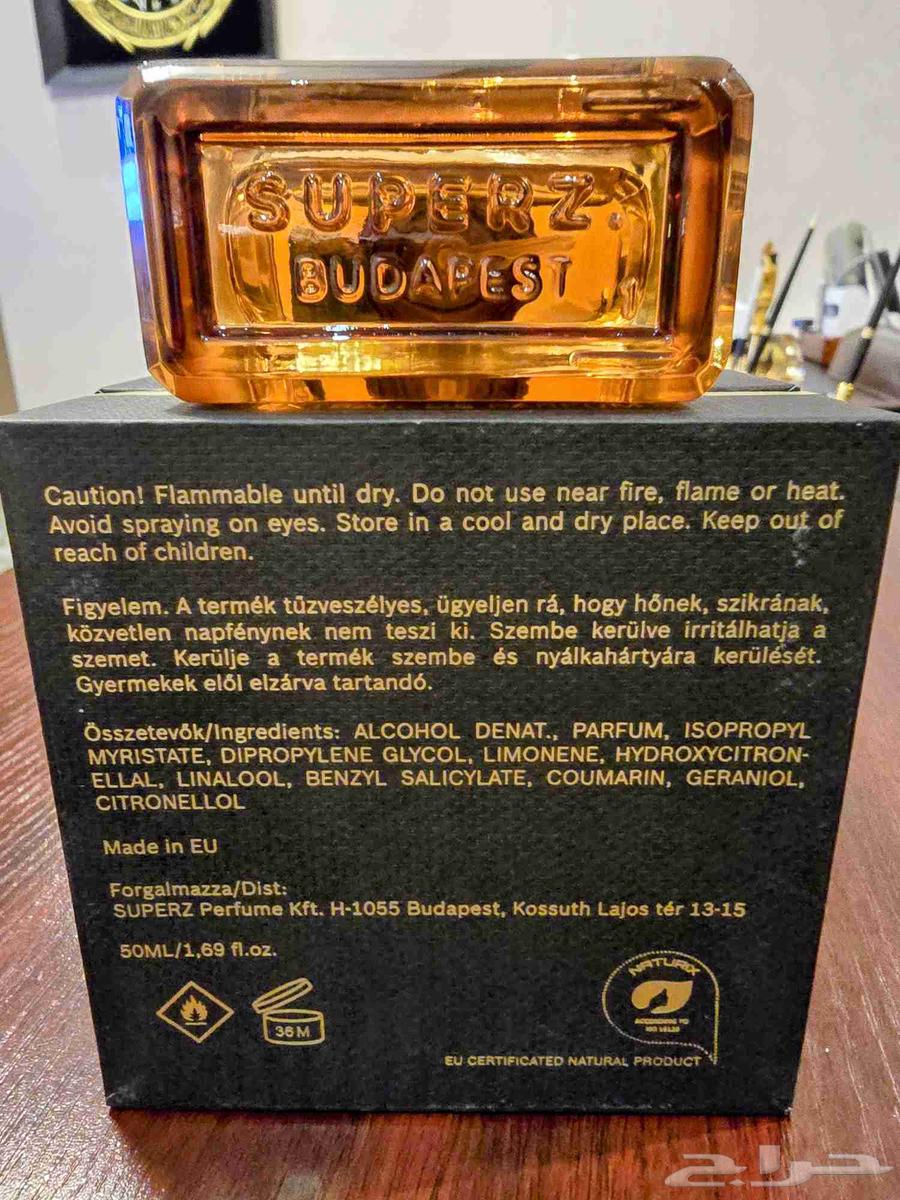 SUPERZ.
BUDAPEST
Caution! Flammable until dry. Do not use near fire, flame or heat.
Avoid spraying on eyes. Store in a cool and dry place. Keep out of
reach of children.
Figyelem. A termék tűzveszélyes, ügyeljen rá, hogy hőnek, szikrának,
közvetlen napfénynek nem teszi ki. Szembe kerülve irritálhatja a
szemet. Kerülje a termék szembe és nyálkahártyára kerülését.
Gyermekek elől elzárva tartandó.
Összetevők/Ingredients: ALCOHOL DENAT., PARFUM, ISOPROPYL
MYRISTATE, DIPROPYLENE GLYCOL, LIMONENE, HYDROXYCITRON-
ELLAL, LINALOOL, BENZYL SALICYLATE, COUMARIN, GERANIOL,
CITRONELLOL
Made in EU
Forgalmazza/Dist:
SUPERZ Perfume Kft. H-1055 Budapest, Kossuth Lajos tér 13-15
50ML/1,69 fl.oz.
36 M
NATURIX
ACCORDING TO
EU CERTIFICATED NATURAL PRODUCT
حراج